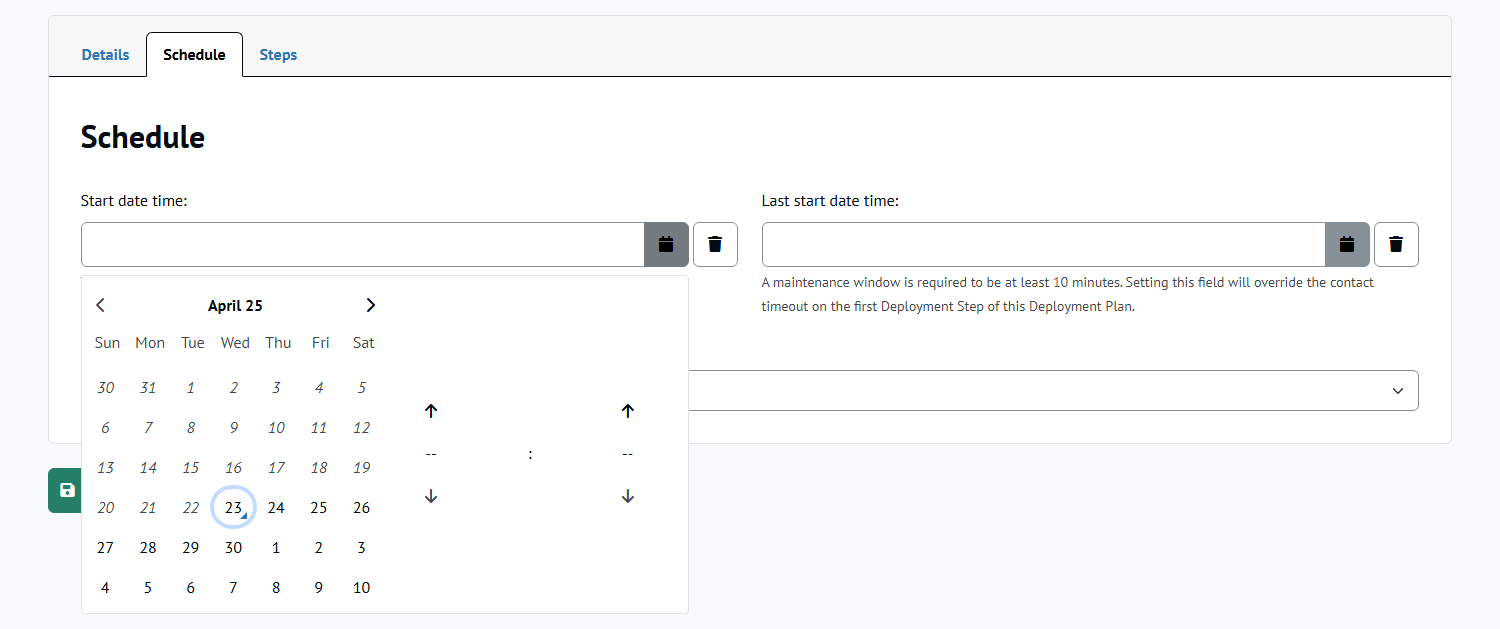 Details Schedule Steps
Schedule
Start date time:
Last start date time:
A maintenance window is required to be at least 10 minutes. Setting this field will override the contact
timeout on the first Deployment Step of this Deployment Plan.
April 25
Sun Mon Tue Wed Thu Fri Sat
30 31 1 2 3 4 5
6 7 8 9 10 11 12
13 14 15 16 17 18 19
20 21 22 23 24 25 26
27 28 29 30 1 2 3
4 5 6 7 8 9 10
-- : --